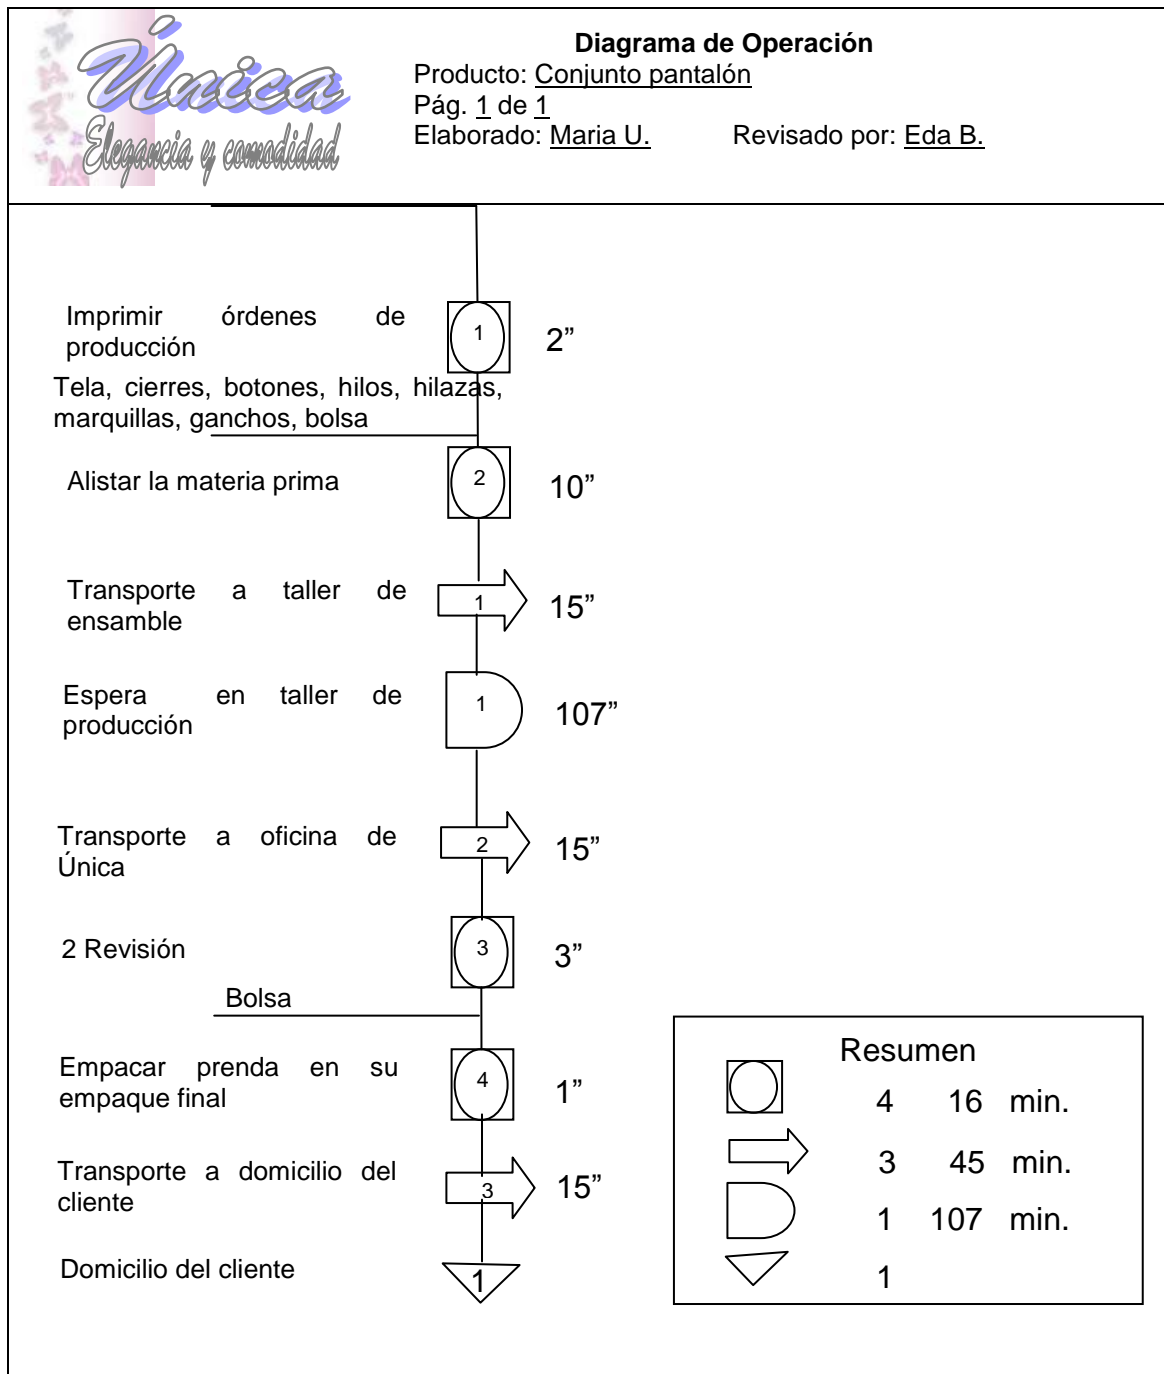 Única
Elegancia y comodidad
Diagrama de Operación
Producto: Conjunto pantalón
Pág. 1 de 1
Elaborado: Maria U. Revisado por: Eda B.
Imprimir órdenes de
producción
1
2”
Tela, cierres, botones, hilos, hilazas,
marquillas, ganchos, bolsa
Alistar la materia prima
2
10”
Transporte a taller de
ensamble
1
15”
Espera en taller de
producción
1
107”
Transporte a oficina de
Única
2
15”
2 Revisión
3
3”
Bolsa
Empacar prenda en su
empaque final
4
1”
Transporte a domicilio del
cliente
3
15”
Domicilio del cliente
1
Resumen
4 16 min.
3 45 min.
1 107 min.
1